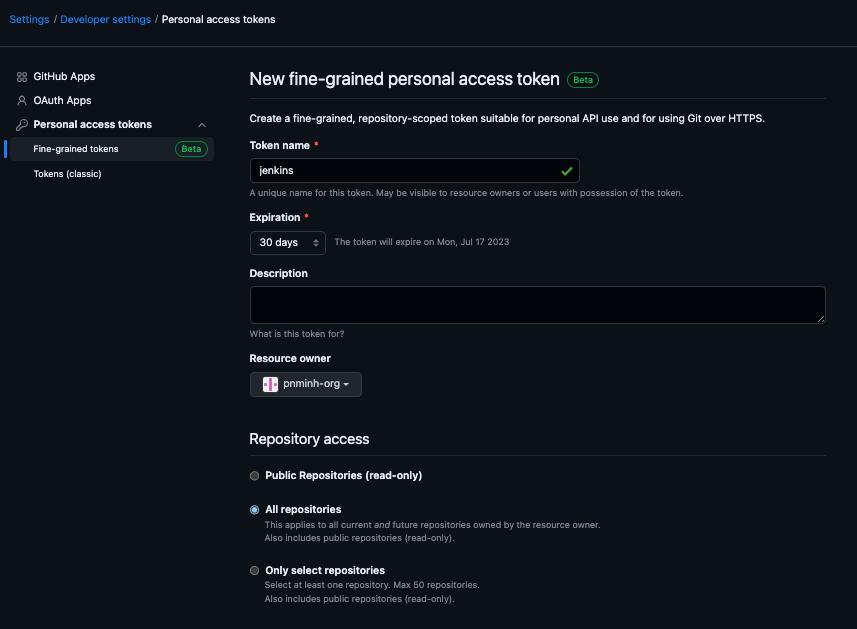 Settings / Developer settings / Personal access tokens
GitHub Apps
OAuth Apps
Personal access tokens
Fine-grained tokens Beta
Tokens (classic)
New fine-grained personal access token Beta
Create a fine-grained, repository-scoped token suitable for personal API use and for using Git over HTTPS.
Token name *
jenkins
A unique name for this token. May be visible to resource owners or users with possession of the token.
Expiration *
30 days The token will expire on Mon, Jul 17 2023
Description
What is this token for?
Resource owner
pnminh-org
Repository access
Public Repositories (read-only)
All repositories
This applies to all current and future repositories owned by the resource owner.
Also includes public repositories (read-only).
Only select repositories
Select at least one repository. Max 50 repositories.
Also includes public repositories (read-only).